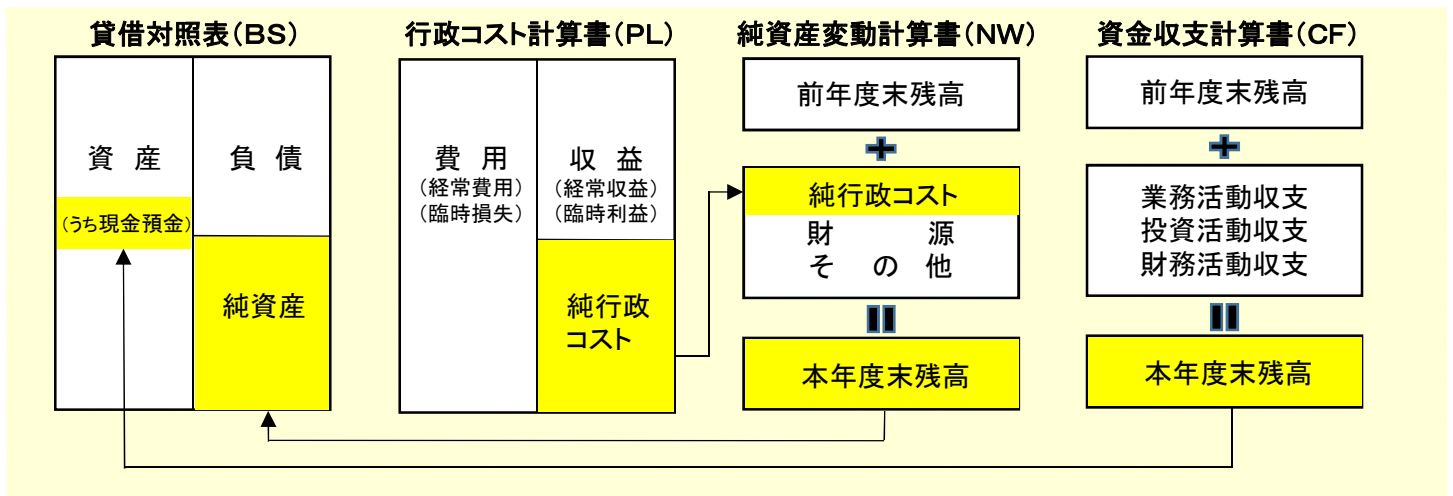 貸借対照表(BS)
資 産
(うち現金預金)
負 債
純資産
行政コスト計算書(PL)
費 用
(経常費用)
(臨時損失)
収 益
(経常収益)
(臨時利益)
純行政
コスト
純資産変動計算書(NW)
前年度末残高
純行政コスト
財 源
そ の 他
本年度末残高
資金収支計算書(CF)
前年度末残高
業務活動収支
投資活動収支
財務活動収支
本年度末残高